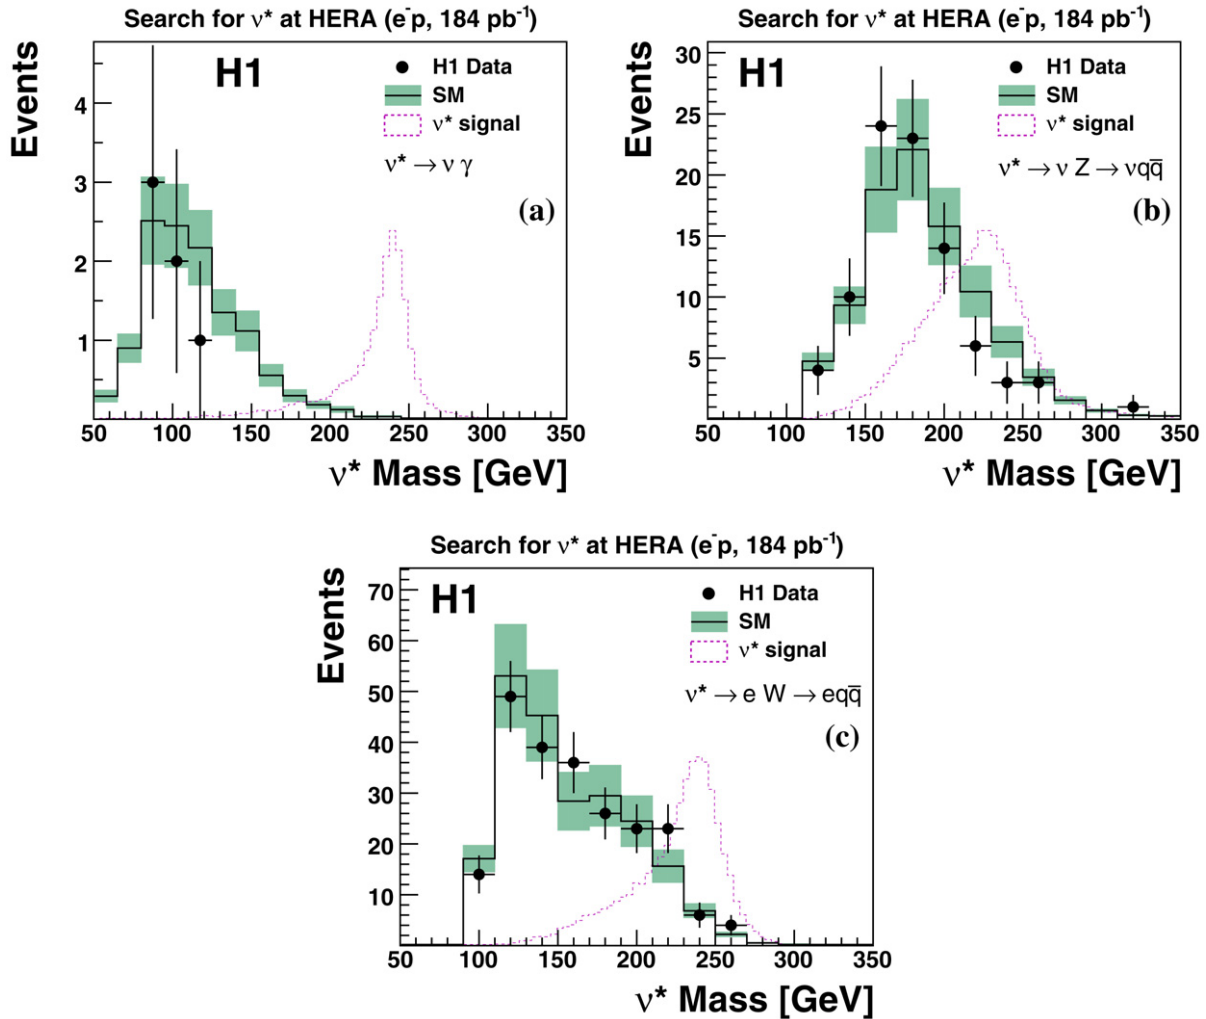 Search for ν* at HERA (e⁻p, 184 pb⁻¹)
H1
H1 Data
SM
ν* signal
ν* → ν γ
(a)
Events
4
3
2
1
50 100 150 200 250 300 350
ν* Mass [GeV]
Search for ν* at HERA (e⁻p, 184 pb⁻¹)
H1
H1 Data
SM
ν* signal
ν* → ν Z → νqq̅
(b)
Events
30
25
20
15
10
5
50 100 150 200 250 300 350
ν* Mass [GeV]
Search for ν* at HERA (e⁻p, 184 pb⁻¹)
H1
H1 Data
SM
ν* signal
ν* → e W → eqq̅
(c)
Events
70
60
50
40
30
20
10
50 100 150 200 250 300 350
ν* Mass [GeV]